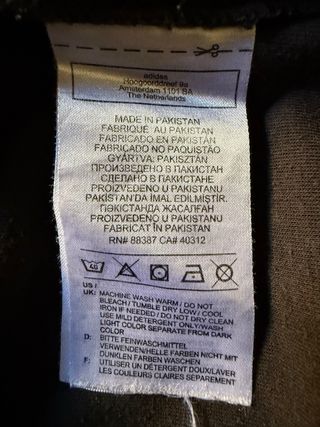 adidas
Hoogoorddreef 9a
Amsterdam 1101 BA
The Netherlands
MADE IN PAKISTAN
FABRIQUÉ AU PAKISTAN
FABRICADO EN PAKISTÁN
FABRICADO NO PAQUISTÃO
GYÁRTVA: PAKISZTÁN
ПРОИЗВЕДЕНО В ПАКИСТАН
СДЕЛАНО В ПАКИСТАНЕ
PROIZVEDENO U PAKISTANU
PAKİSTAN'DA İMAL EDİLMİŞTİR.
ПӘКІСТАНДА ЖАСАЛҒАН
PROIZVEDENO U PAKISTANU
FABRICAT ÎN PAKISTAN
RN# 88387 CA# 40312
40
US /
UK: MACHINE WASH WARM / DO NOT
BLEACH / TUMBLE DRY LOW / COOL
IRON IF NEEDED / DO NOT DRY CLEAN
USE MILD DETERGENT ONLY/WASH
LIGHT COLOR SEPARATE FROM DARK
COLOR
D: BITTE FEINWASCHMITTEL
VERWENDEN/HELLE FARBEN NICHT MIT
DUNKLEN FARBEN WASCHEN
F: UTILISER UN DETERGENT DOUX/LAVER
LES COULEURS CLAIRES SEPAREMENT